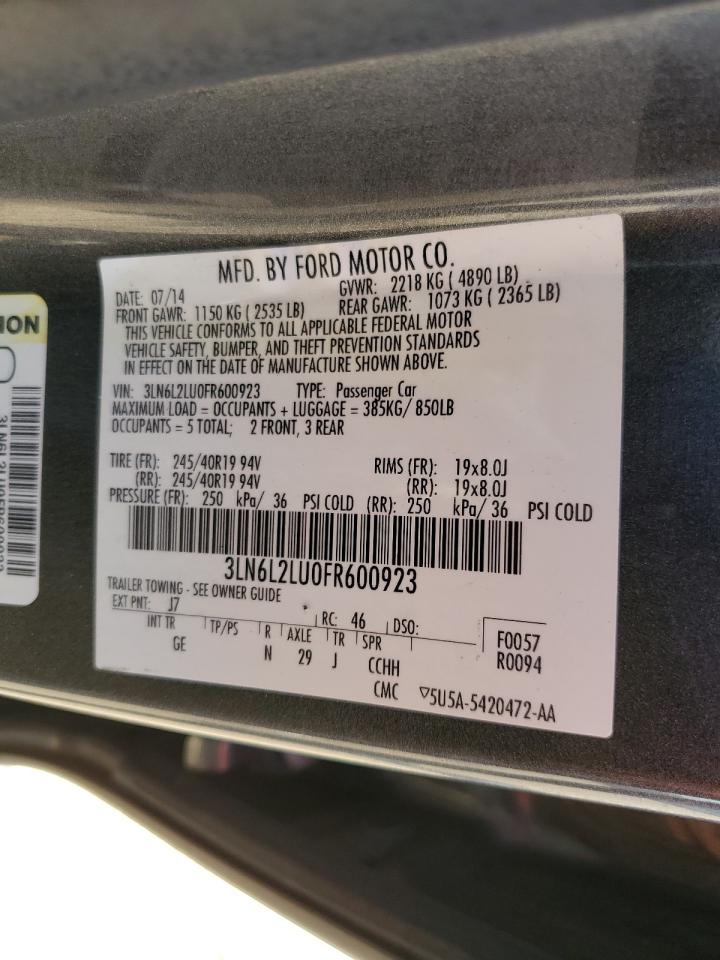 MFD. BY FORD MOTOR CO.
DATE: 07/14 GVWR: 2218 KG ( 4890 LB)
FRONT GAWR: 1150 KG ( 2535 LB) REAR GAWR: 1073 KG ( 2365 LB)
THIS VEHICLE CONFORMS TO ALL APPLICABLE FEDERAL MOTOR
VEHICLE SAFETY, BUMPER, AND THEFT PREVENTION STANDARDS
IN EFFECT ON THE DATE OF MANUFACTURE SHOWN ABOVE.
VIN: 3LN6L2LU0FR600923 TYPE: Passenger Car
MAXIMUM LOAD = OCCUPANTS + LUGGAGE = 385KG/ 850LB
OCCUPANTS = 5 TOTAL; 2 FRONT, 3 REAR
TIRE (FR): 245/40R19 94V RIMS (FR): 19x8.0J
(RR): 245/40R19 94V (RR): 19x8.0J
PRESSURE (FR): 250 kPa/ 36 PSI COLD (RR): 250 kPa/ 36 PSI COLD
3LN6L2LU0FR600923
TRAILER TOWING - SEE OWNER GUIDE
EXT PNT: J7 RC: 46 DSO:
INT TR TP/PS R AXLE TR SPR F0057
GE N 29 J CCHH R0094
CMC ▽5U5A-5420472-AA
ION
3LN6L2LU0FR600923